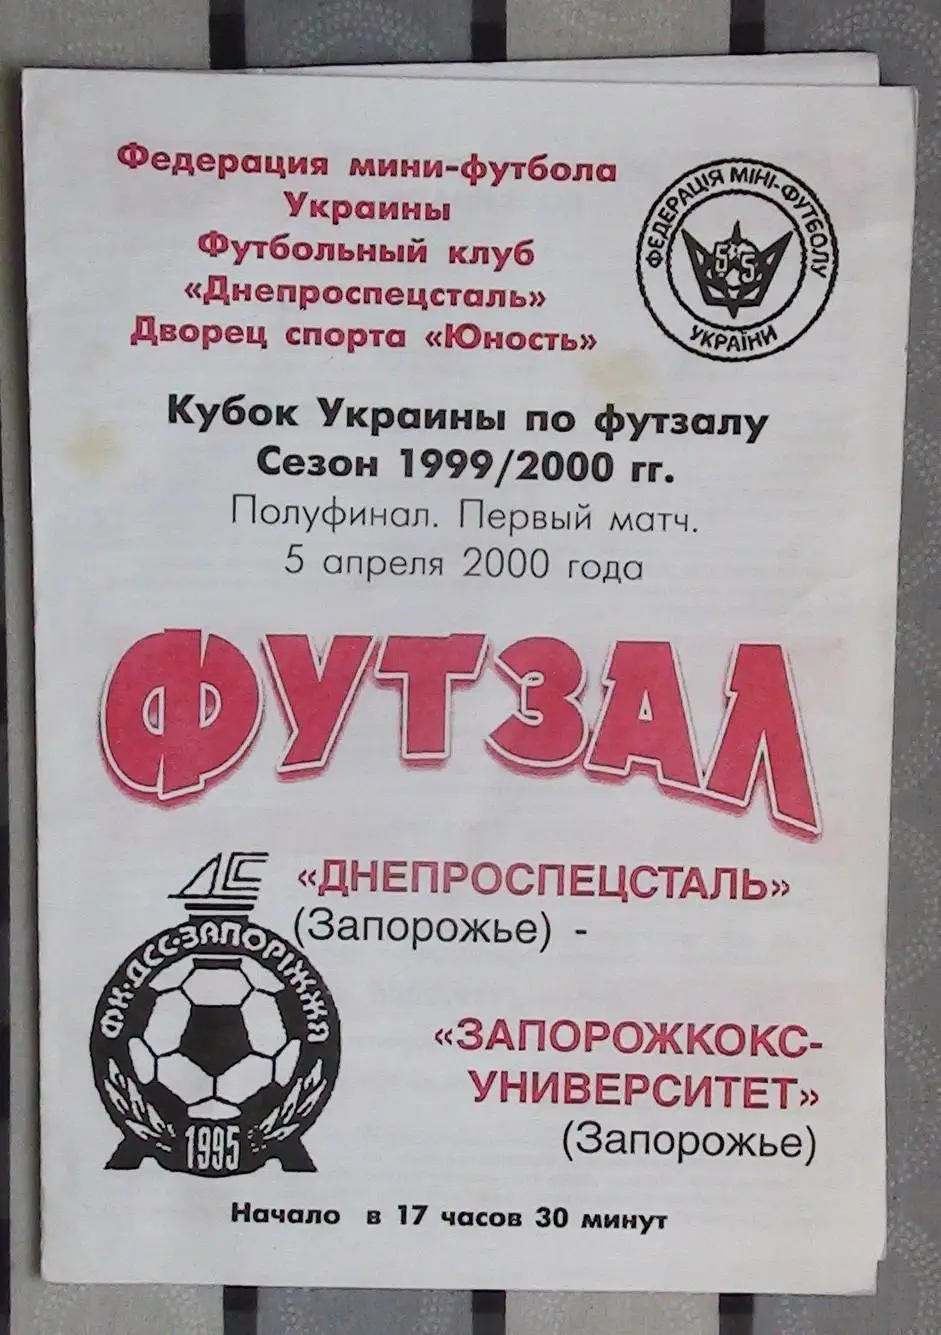 Федерация мини-футбола
Украины
Футбольный клуб
«Днепроспецсталь»
Дворец спорта «Юность»
ФЕДЕРАЦІЯ МІНІ-ФУТБОЛУ
5×5
УКРАЇНИ
Кубок Украины по футзалу
Сезон 1999/2000 гг.
Полуфинал. Первый матч.
5 апреля 2000 года
ФУТЗАЛ
«ДНЕПРОСПЕЦСТАЛЬ»
(Запорожье) -
ДСС
ФК·ДСС·ЗАПОРІЖЖЯ
1995
«ЗАПОРОЖКОКС-
УНИВЕРСИТЕТ»
(Запорожье)
Начало в 17 часов 30 минут